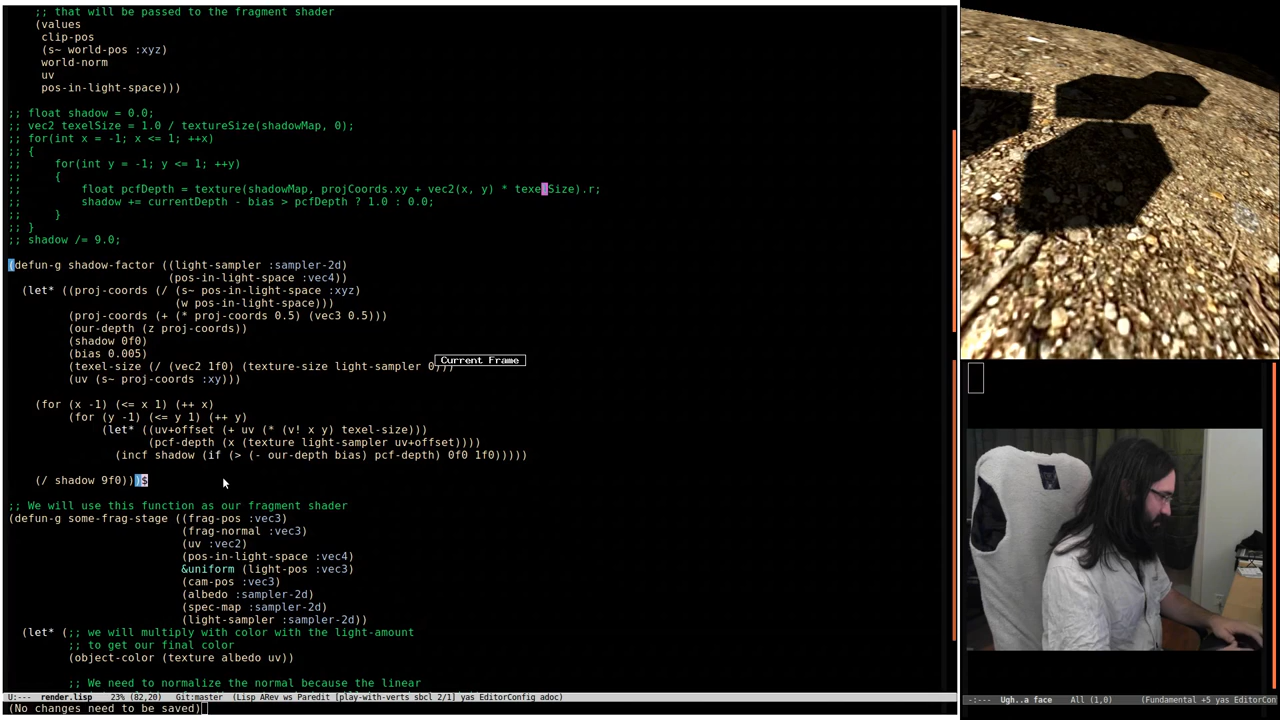 ;; that will be passed to the fragment shader
(values
clip-pos
(s~ world-pos :xyz)
world-norm
uv
pos-in-light-space)))
;; float shadow = 0.0;
;; vec2 texelSize = 1.0 / textureSize(shadowMap, 0);
;; for(int x = -1; x <= 1; ++x)
;; {
;;     for(int y = -1; y <= 1; ++y)
;;     {
;;         float pcfDepth = texture(shadowMap, projCoords.xy + vec2(x, y) * texelSize).r;
;;         shadow += currentDepth - bias > pcfDepth ? 1.0 : 0.0;
;;     }
;; }
;; shadow /= 9.0;
(defun-g shadow-factor ((light-sampler :sampler-2d)
(pos-in-light-space :vec4))
(let* ((proj-coords (/ (s~ pos-in-light-space :xyz)
(w pos-in-light-space)))
(proj-coords (+ (* proj-coords 0.5) (vec3 0.5)))
(our-depth (z proj-coords))
(shadow 0f0)
(bias 0.005)
(texel-size (/ (vec2 1f0) (texture-size light-sampler 0)))
Current Frame
(uv (s~ proj-coords :xy)))
(for (x -1) (<= x 1) (++ x)
(for (y -1) (<= y 1) (++ y)
(let* ((uv+offset (+ uv (* (v! x y) texel-size)))
(pcf-depth (x (texture light-sampler uv+offset))))
(incf shadow (if (> (- our-depth bias) pcf-depth) 0f0 1f0)))))
(/ shadow 9f0)))$
;; We will use this function as our fragment shader
(defun-g some-frag-stage ((frag-pos :vec3)
(frag-normal :vec3)
(uv :vec2)
(pos-in-light-space :vec4)
&uniform (light-pos :vec3)
(cam-pos :vec3)
(albedo :sampler-2d)
(spec-map :sampler-2d)
(light-sampler :sampler-2d))
(let* (;; we will multiply with color with the light-amount
;; to get our final color
(object-color (texture albedo uv))
;; We need to normalize the normal because the linear
U:---  render.lisp   23% (82,20)   Git:master  (Lisp ARev ws Paredit [play-with-verts sbcl 2/1] yas EditorConfig adoc)
(No changes need to be saved)
-:---  Ugh..a face   All (1,0)     (Fundamental +5 yas EditorCon